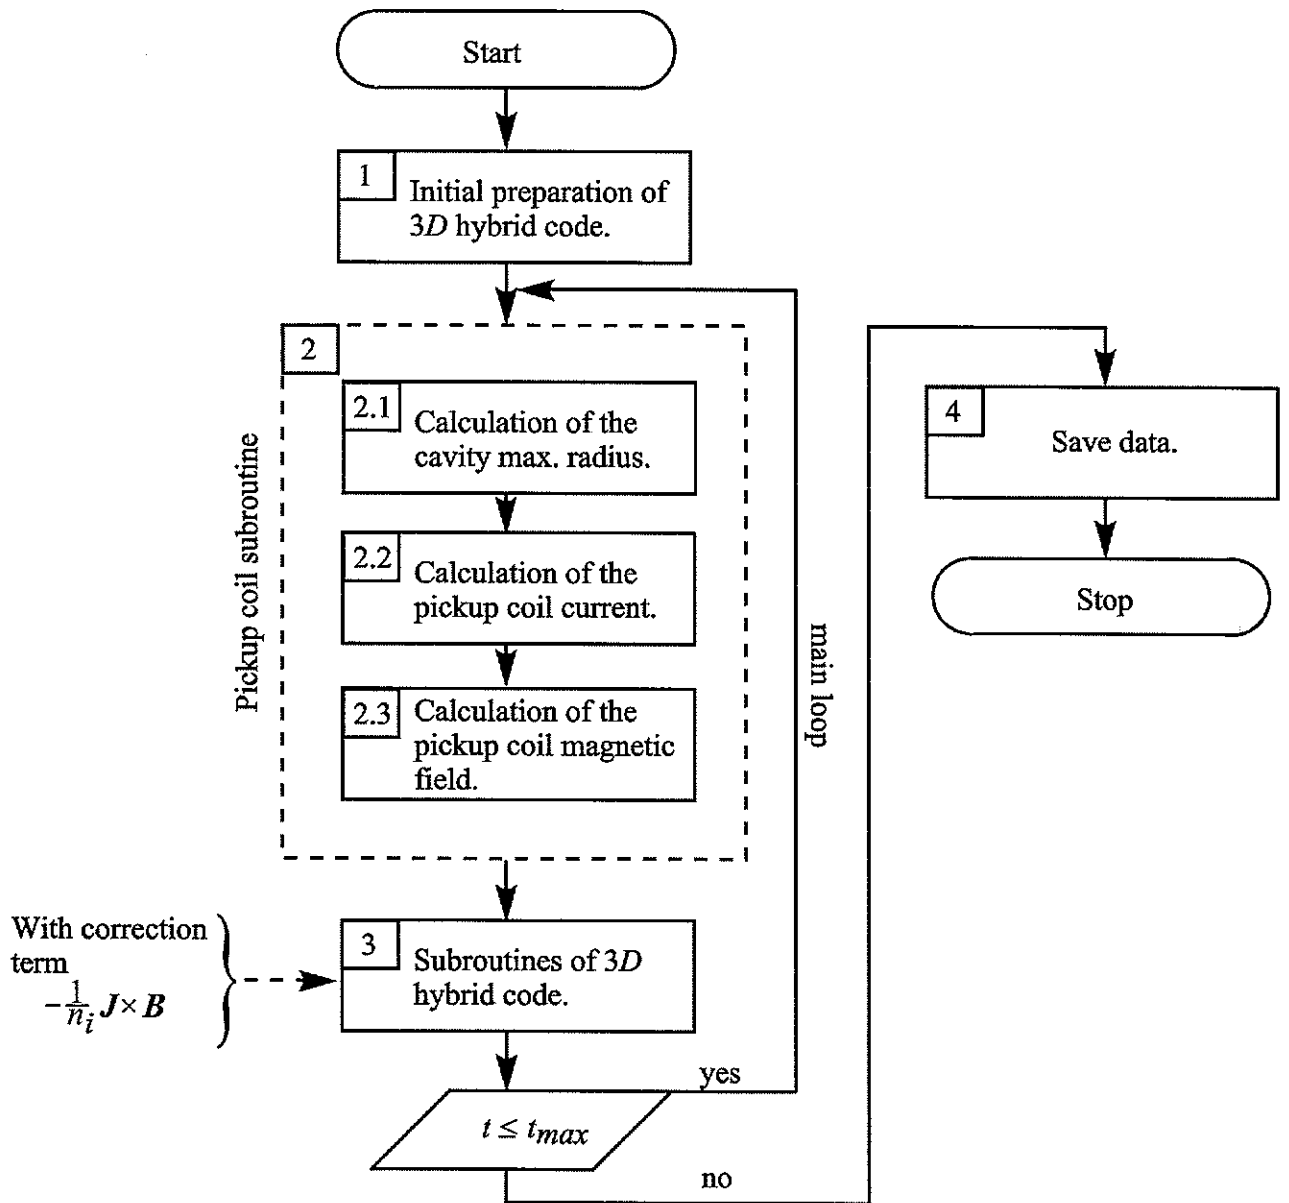 Start
1
Initial preparation of
3D hybrid code.
2
Pickup coil subroutine
2.1
Calculation of the
cavity max. radius.
2.2
Calculation of the
pickup coil current.
2.3
Calculation of the
pickup coil magnetic
field.
main loop
With correction
term
-1/n_i J×B
3
Subroutines of 3D
hybrid code.
yes
t ≤ t_max
no
4
Save data.
Stop